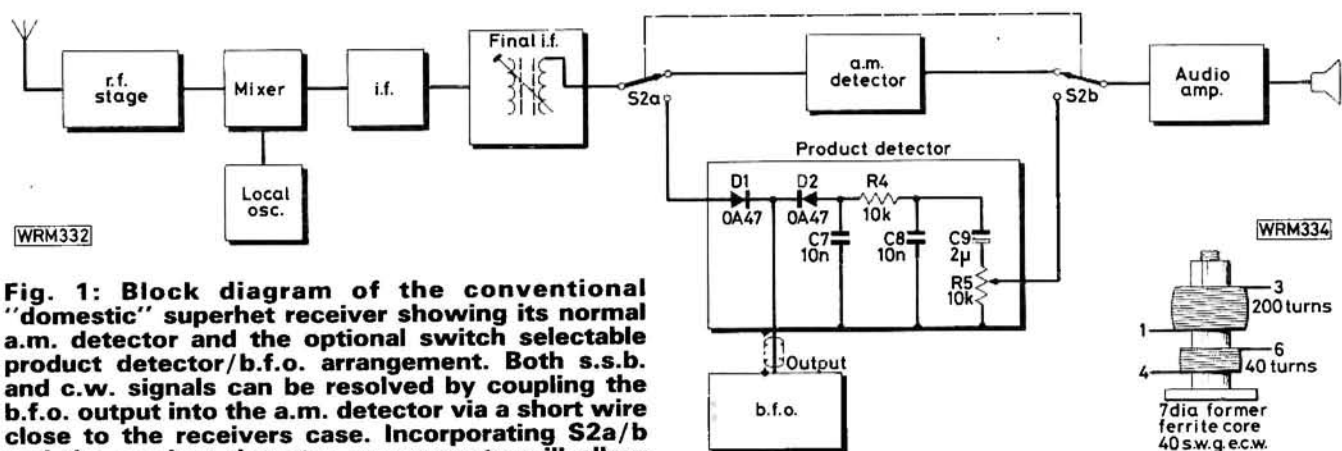 r.f.
stage
Mixer
Local
osc.
i.f.
Final i.f.
S2a
a.m.
detector
S2b
Audio
amp.
Product detector
D1
0A47
D2
0A47
R4
10k
C7
10n
C8
10n
C9
2µ
R5
10k
Output
b.f.o.
WRM332
WRM334
3
200 turns
1
6
40 turns
4
7dia former
ferrite core
40 s.w.g. e.c.w.
Fig. 1: Block diagram of the conventional
"domestic" superhet receiver showing its normal
a.m. detector and the optional switch selectable
product detector/b.f.o. arrangement. Both s.s.b.
and c.w. signals can be resolved by coupling the
b.f.o. output into the a.m. detector via a short wire
close to the receivers case. Incorporating S2a/b